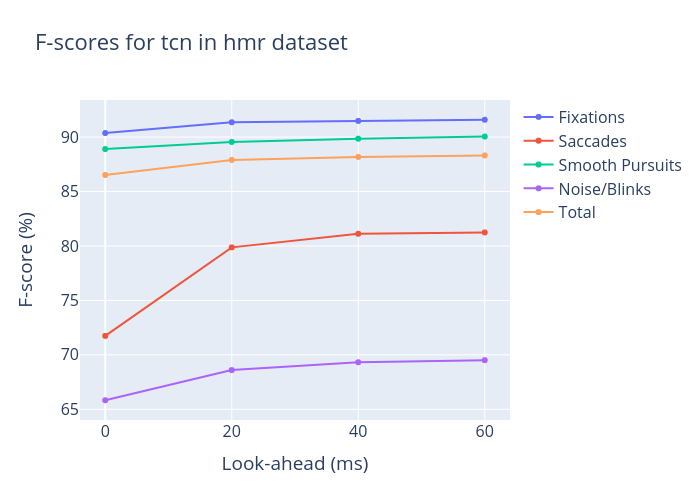 F-scores for tcn in hmr dataset
Fixations
Saccades
Smooth Pursuits
Noise/Blinks
Total
F-score (%)
90
85
80
75
70
65
0 20 40 60
Look-ahead (ms)